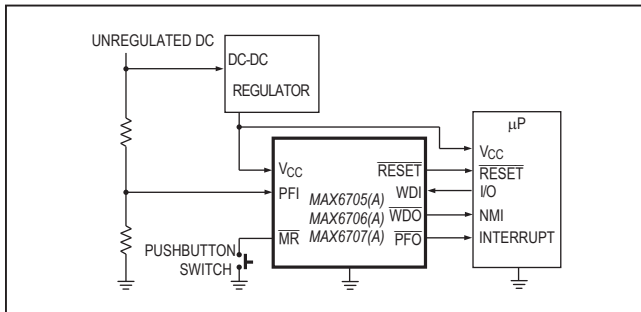 UNREGULATED DC
DC-DC
REGULATOR
μP
VCC
RESET
I/O
NMI
INTERRUPT
VCC
PFI
MR
MAX6705(A)
MAX6706(A)
MAX6707(A)
RESET
WDI
WDO
PFO
PUSHBUTTON
SWITCH